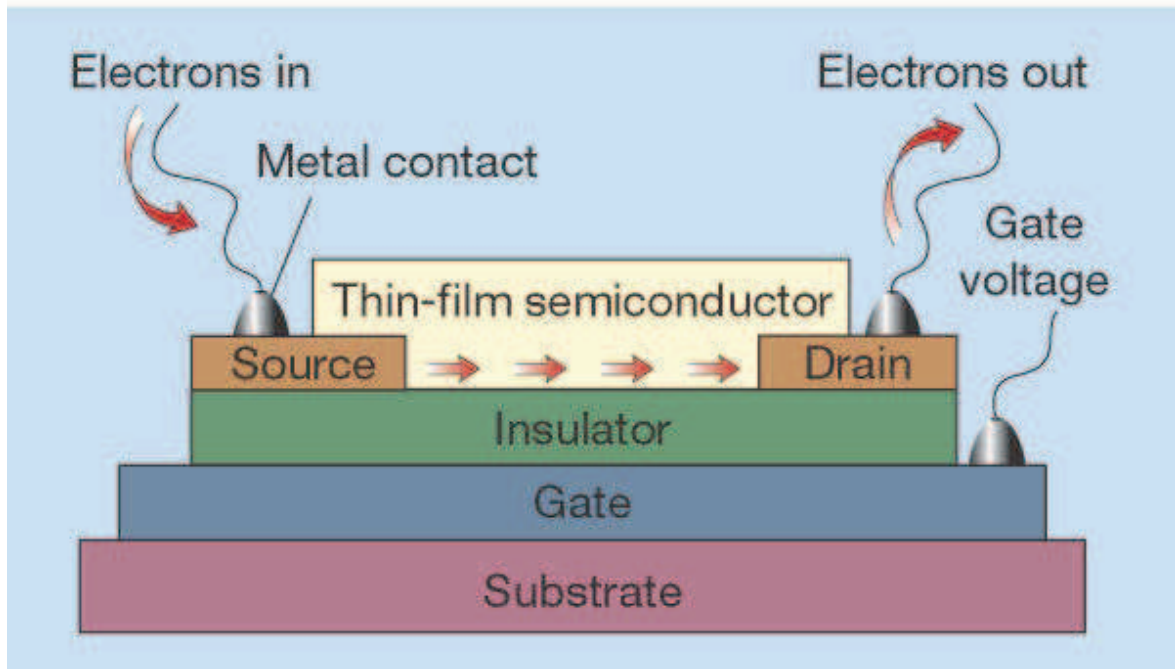 Electrons in
Electrons out
Metal contact
Gate
voltage
Thin-film semiconductor
Source
Drain
Insulator
Gate
Substrate